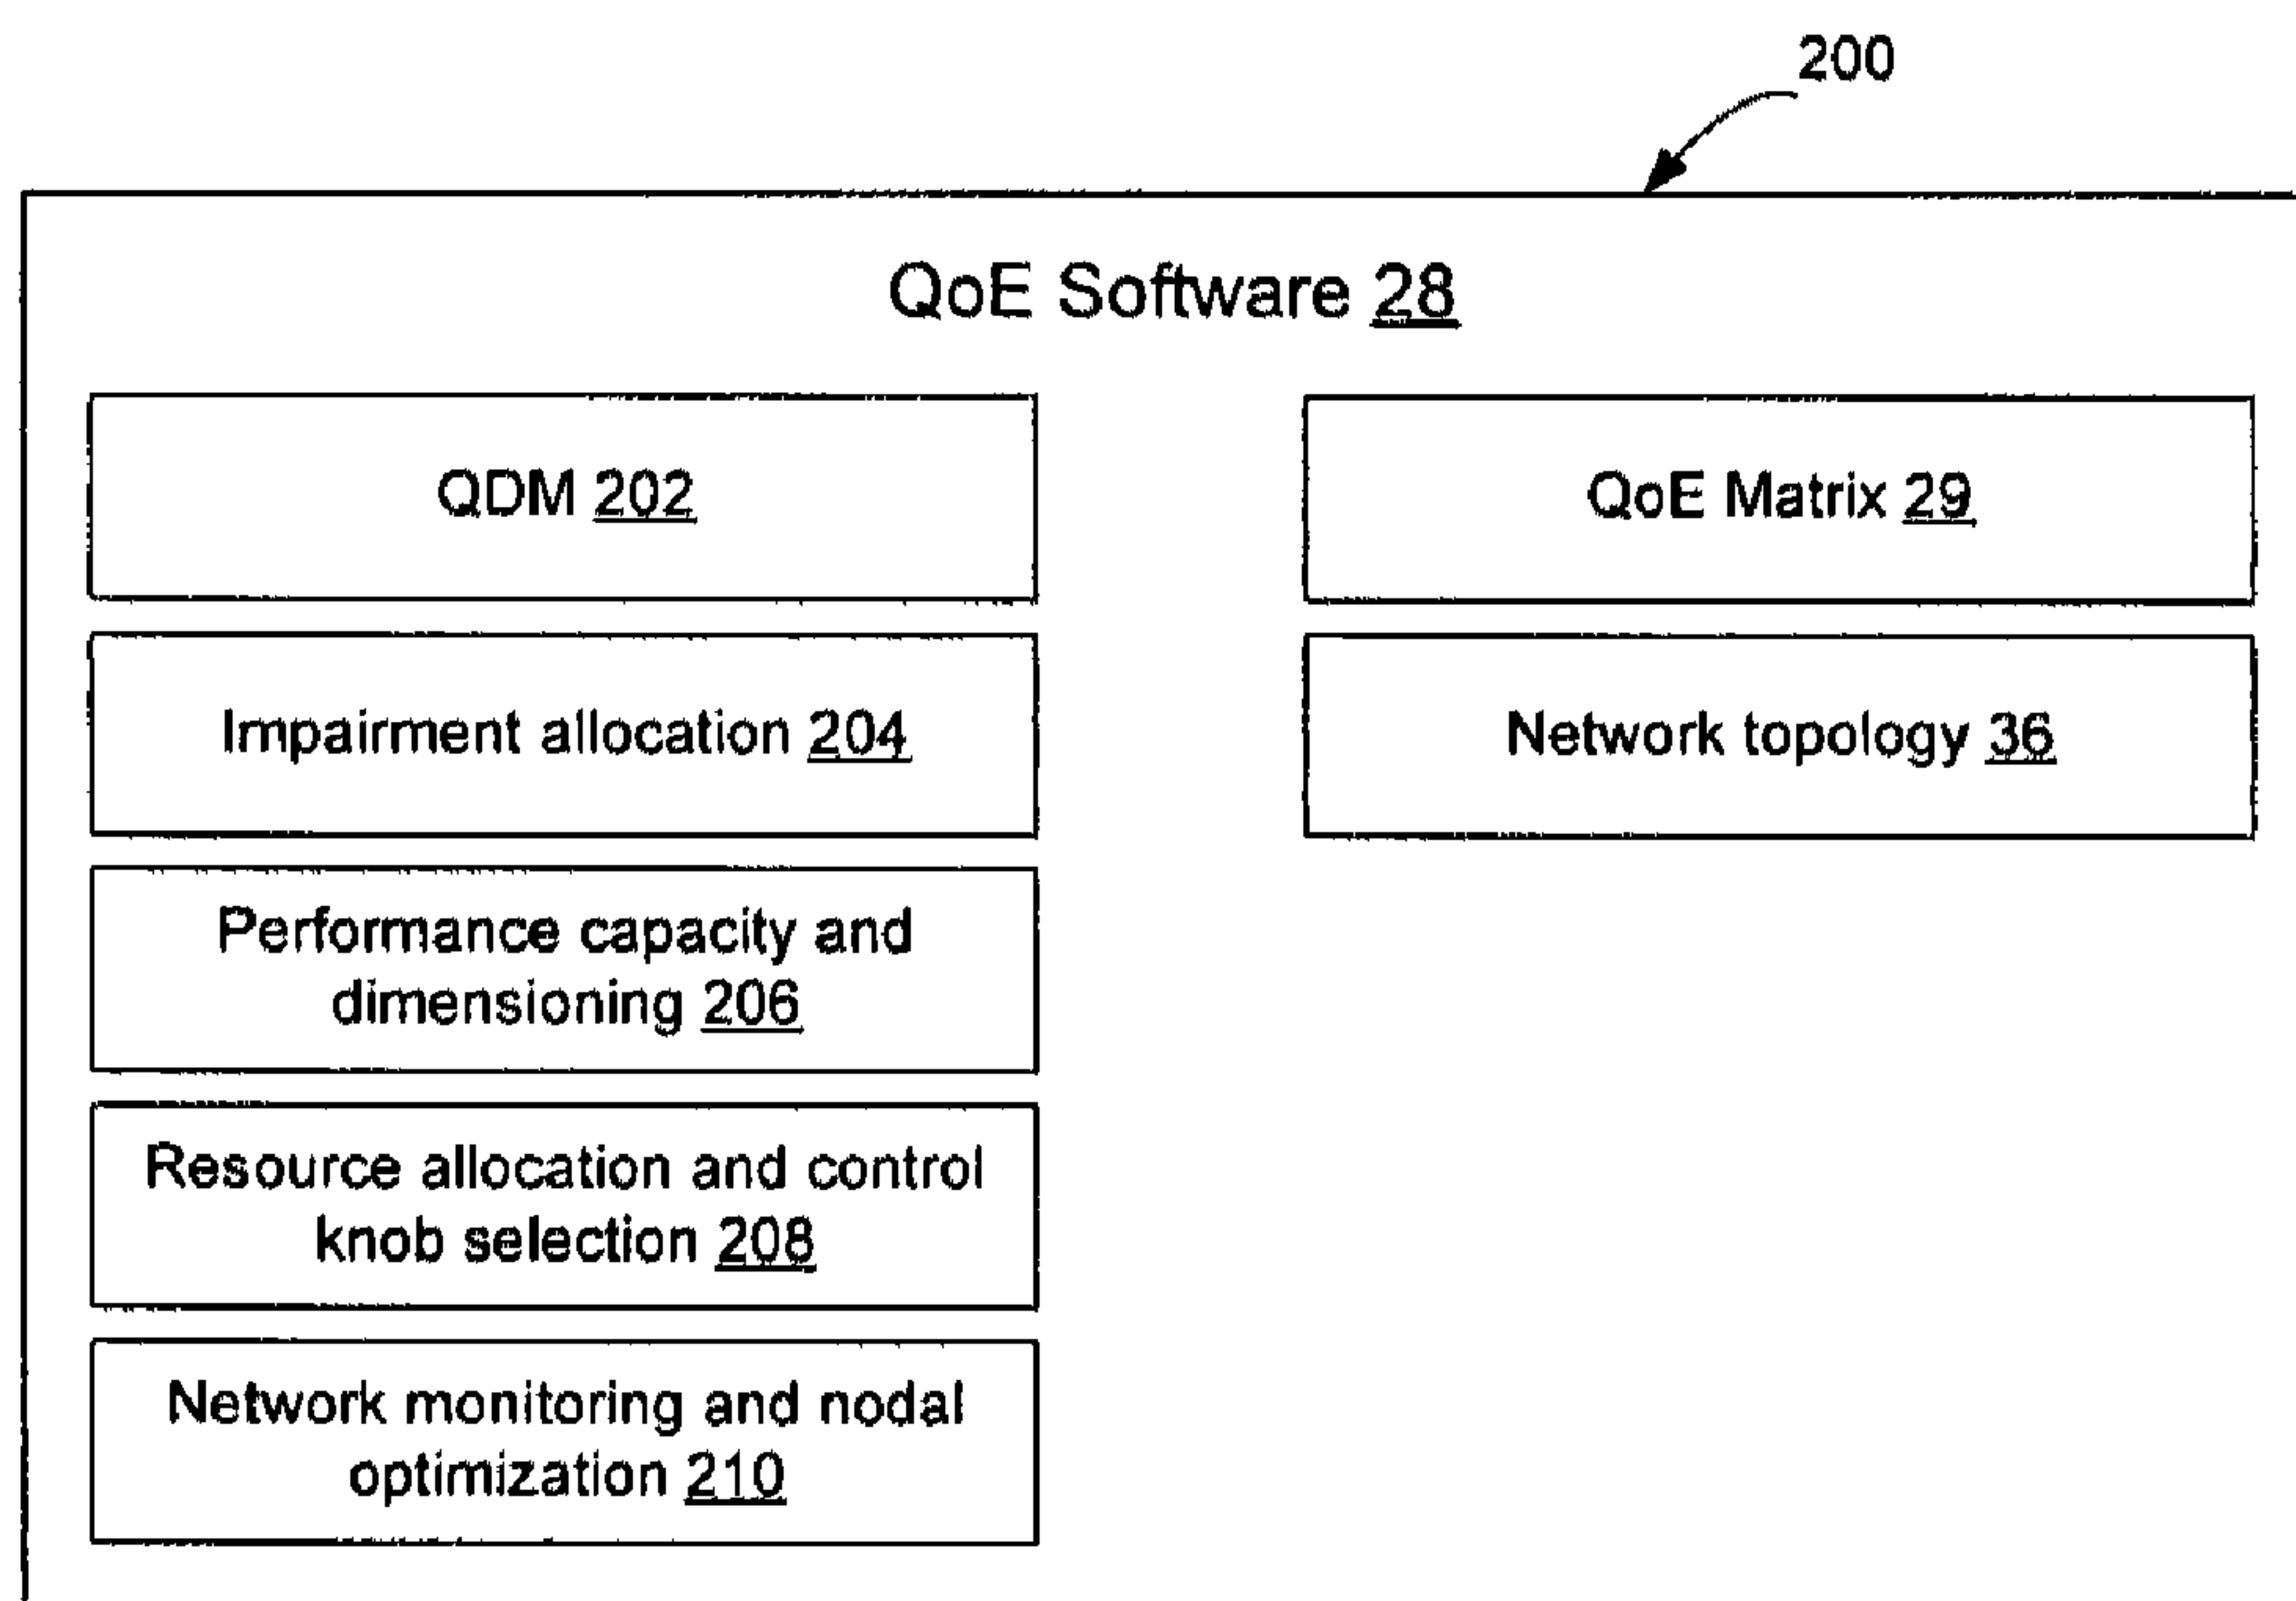 200
QoE Software 28
QDM 202
QoE Matrix 29
Impairment allocation 204
Network topology 36
Performance capacity and
dimensioning 206
Resource allocation and control
knob selection 208
Network monitoring and nodal
optimization 210